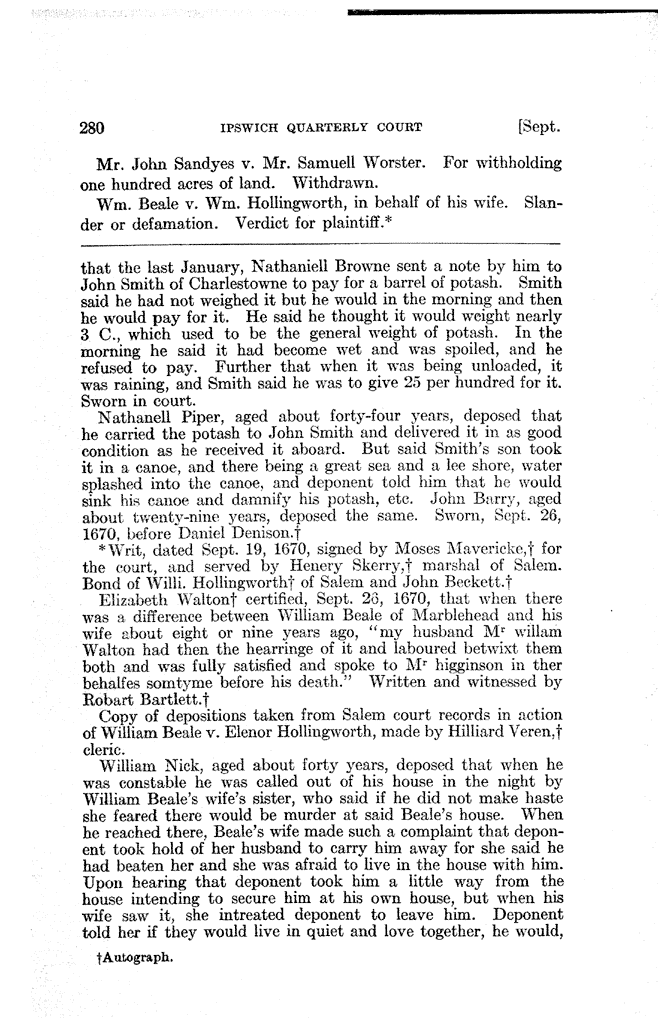 280 IPSWICH QUARTERLY COURT [Sept.
Mr. John Sandyes v. Mr. Samuell Worster. For withholding
one hundred acres of land. Withdrawn.
Wm. Beale v. Wm. Hollingworth, in behalf of his wife. Slan-
der or defamation. Verdict for plaintiff.*
that the last January, Nathaniell Browne sent a note by him to
John Smith of Charlestowne to pay for a barrel of potash. Smith
said he had not weighed it but he would in the morning and then
he would pay for it. He said he thought it would weight nearly
3 C., which used to be the general weight of potash. In the
morning he said it had become wet and was spoiled, and he
refused to pay. Further that when it was being unloaded, it
was raining, and Smith said he was to give 25 per hundred for it.
Sworn in court.
Nathanell Piper, aged about forty-four years, deposed that
he carried the potash to John Smith and delivered it in as good
condition as he received it aboard. But said Smith's son took
it in a canoe, and there being a great sea and a lee shore, water
splashed into the canoe, and deponent told him that he would
sink his canoe and damnify his potash, etc. John Barry, aged
about twenty-nine years, deposed the same. Sworn, Sept. 26,
1670, before Daniel Denison.†
*Writ, dated Sept. 19, 1670, signed by Moses Mavericke,† for
the court, and served by Henery Skerry,† marshal of Salem.
Bond of Willi. Hollingworth† of Salem and John Beckett.†
Elizabeth Walton† certified, Sept. 26, 1670, that when there
was a difference between William Beale of Marblehead and his
wife about eight or nine years ago, "my husband Mʳ willam
Walton had then the hearringe of it and laboured betwixt them
both and was fully satisfied and spoke to Mʳ higginson in ther
behalfes somtyme before his death." Written and witnessed by
Robart Bartlett.†
Copy of depositions taken from Salem court records in action
of William Beale v. Elenor Hollingworth, made by Hilliard Veren,†
cleric.
William Nick, aged about forty years, deposed that when he
was constable he was called out of his house in the night by
William Beale's wife's sister, who said if he did not make haste
she feared there would be murder at said Beale's house. When
he reached there, Beale's wife made such a complaint that depon-
ent took hold of her husband to carry him away for she said he
had beaten her and she was afraid to live in the house with him.
Upon hearing that deponent took him a little way from the
house intending to secure him at his own house, but when his
wife saw it, she intreated deponent to leave him. Deponent
told her if they would live in quiet and love together, he would,
†Autograph.